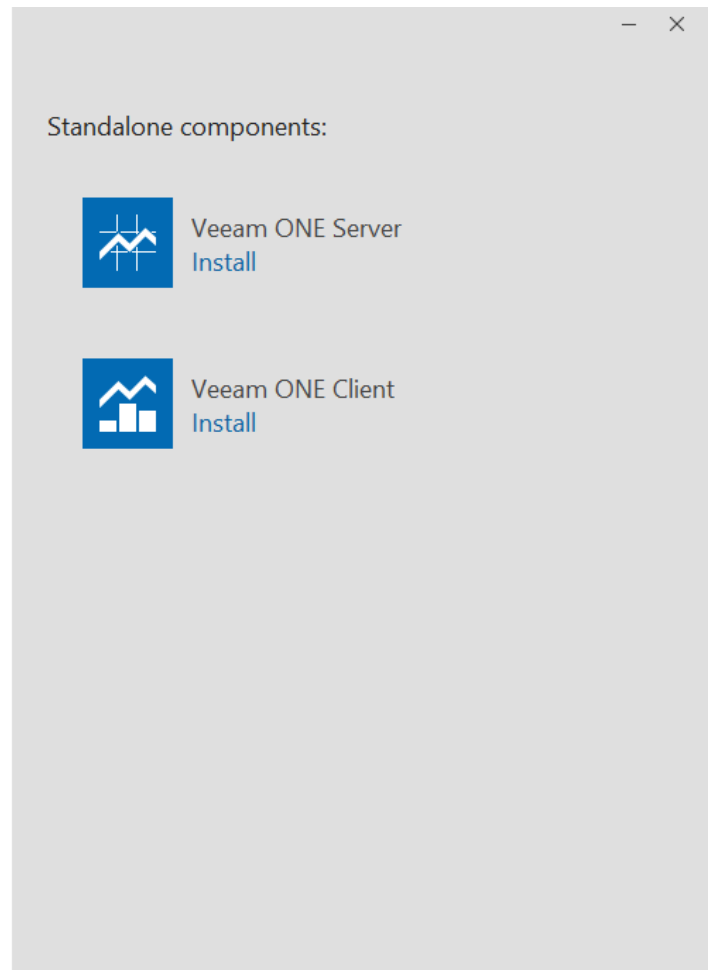 Standalone components:
Veeam ONE Server
Install
Veeam ONE Client
Install